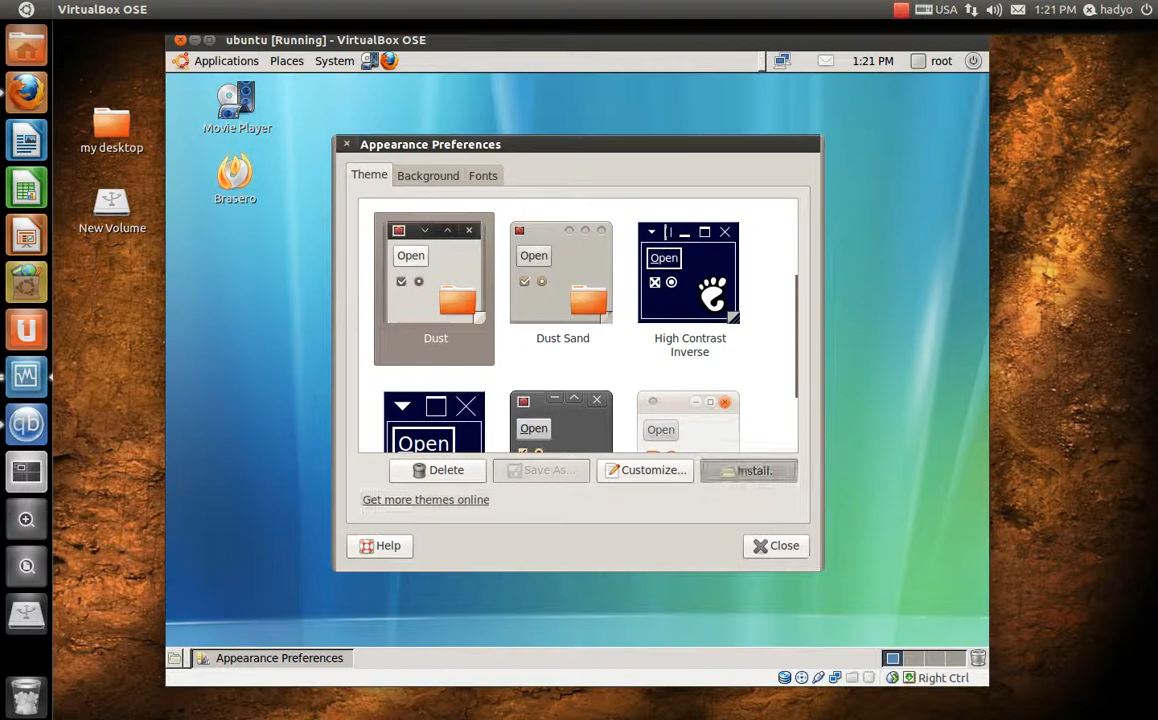 VirtualBox OSE
USA
1:21 PM
hadyo
ubuntu [Running] - VirtualBox OSE
Applications Places System
1:21 PM
root
my desktop
New Volume
Movie Player
Brasero
Appearance Preferences
Theme Background Fonts
Open
Open
Open
Dust
Dust Sand
High Contrast
Inverse
Open
Open
Open
Delete
Save As...
Customize...
Install.
Get more themes online
Help
Close
Appearance Preferences
Right Ctrl
U
qb